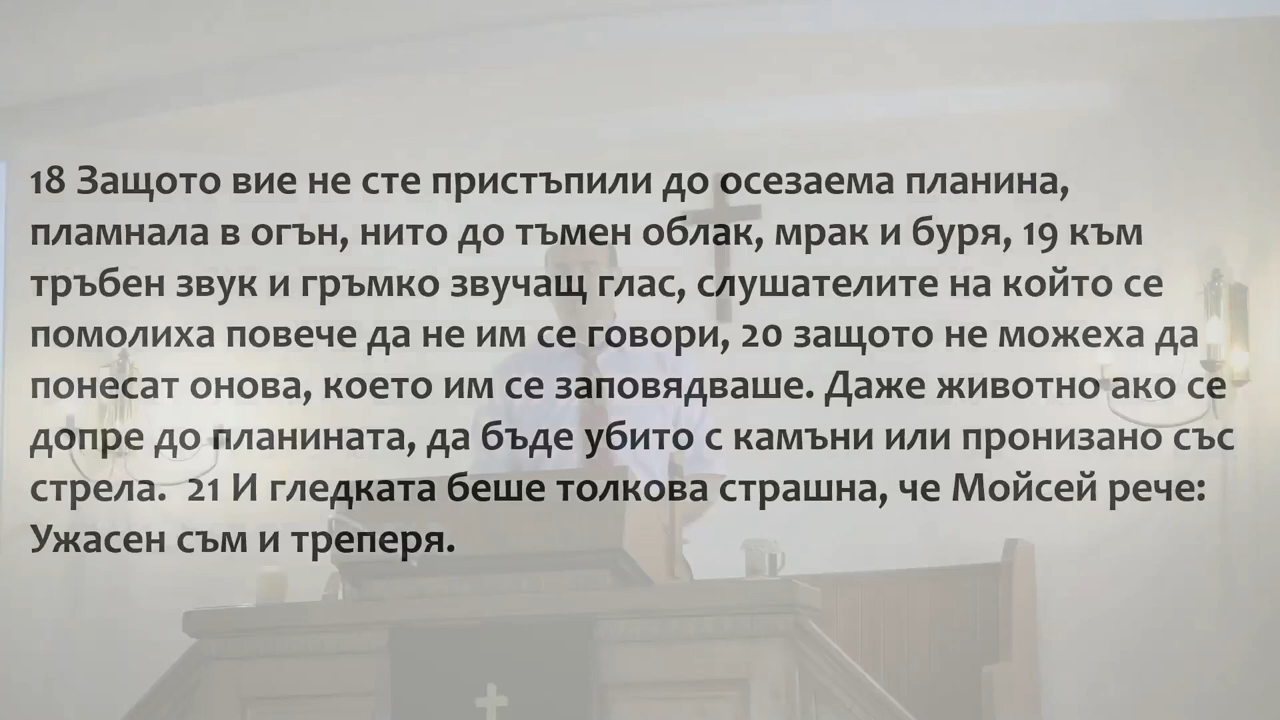 18 Защото вие не сте пристъпили до осезаема планина,
пламнала в огън, нито до тъмен облак, мрак и буря, 19 към
тръбен звук и гръмко звучащ глас, слушателите на който се
помолиха повече да не им се говори, 20 защото не можеха да
понесат онова, което им се заповядваше. Даже животно ако се
допре до планината, да бъде убито с камъни или пронизано със
стрела.  21 И гледката беше толкова страшна, че Мойсей рече:
Ужасен съм и треперя.